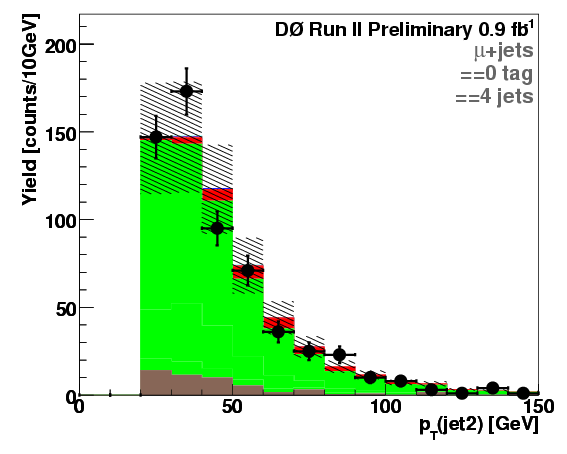 DØ Run II Preliminary 0.9 fb-1
μ+jets
==0 tag
==4 jets
Yield [counts/10GeV]
200
150
100
50
0
0 50 100 150
pT(jet2) [GeV]